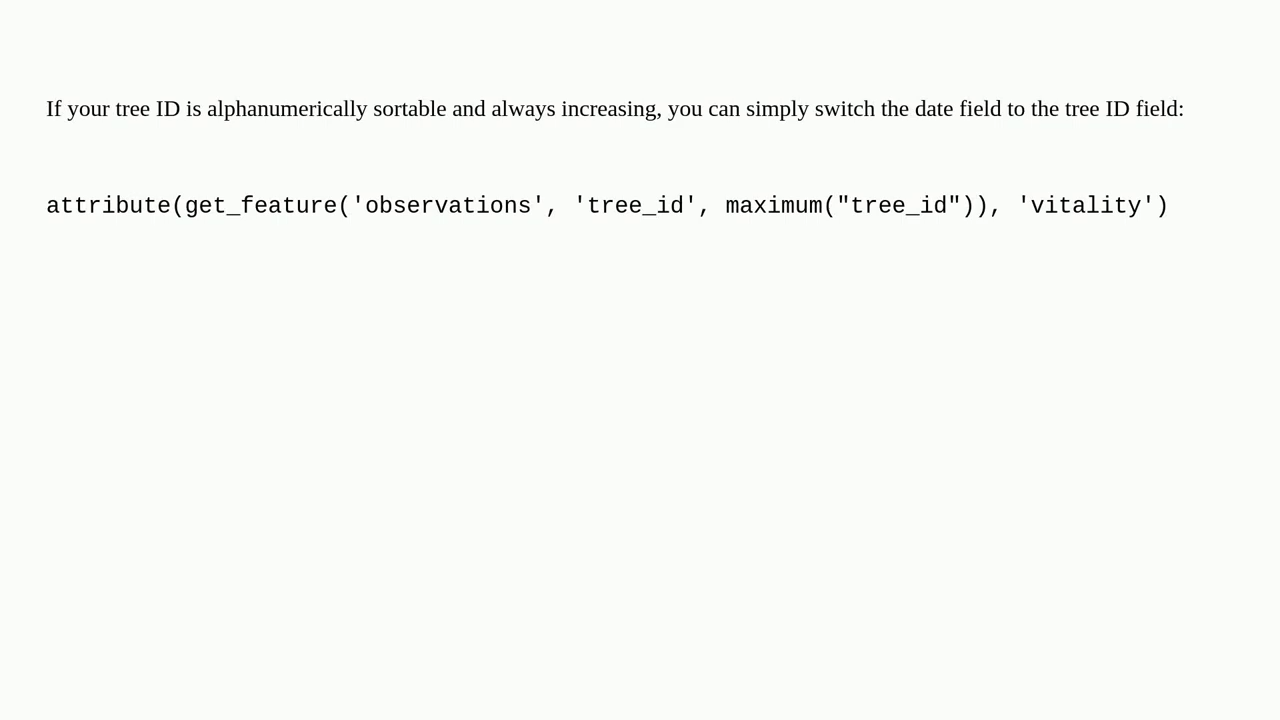 If your tree ID is alphanumerically sortable and always increasing, you can simply switch the date field to the tree ID field:
attribute(get_feature('observations', 'tree_id', maximum("tree_id")), 'vitality')